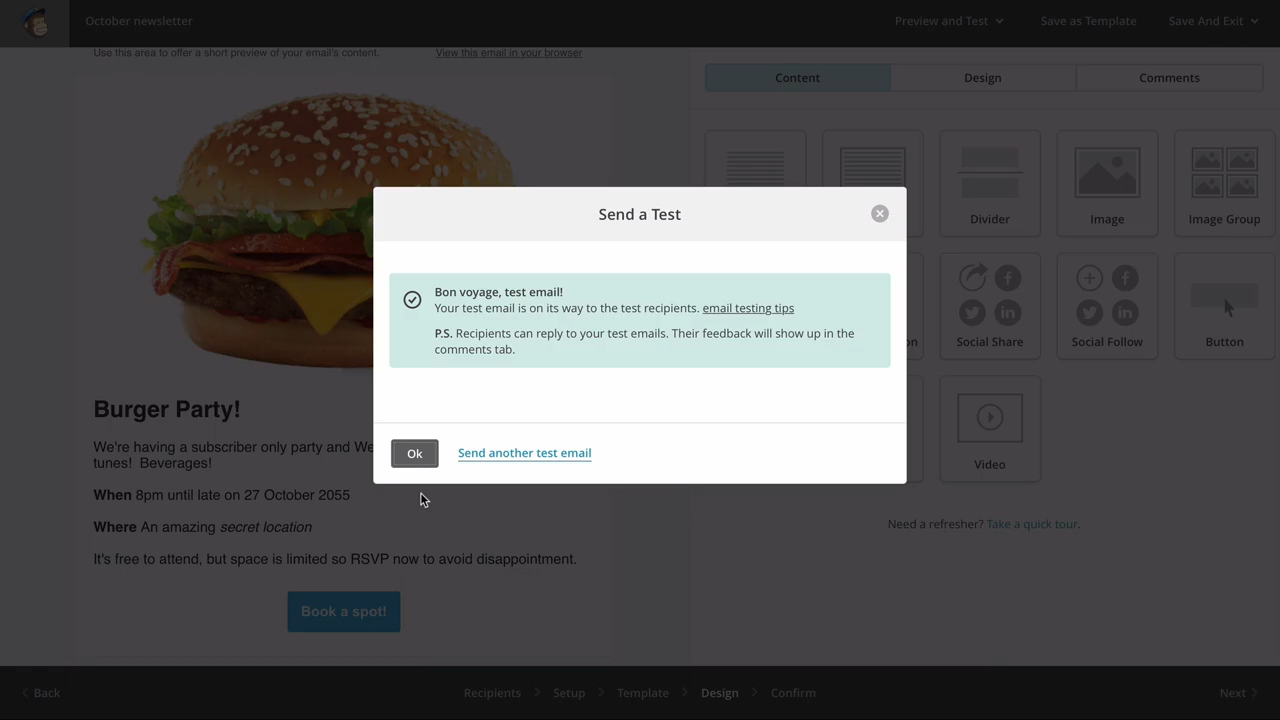 October newsletter
Preview and Test
Save as Template
Save And Exit
Use this area to offer a short preview of your email's content.
View this email in your browser
Content
Design
Comments
Divider
Image
Image Group
Social Share
Social Follow
Button
Video
Need a refresher? Take a quick tour.
Send a Test
Bon voyage, test email!
Your test email is on its way to the test recipients. email testing tips
P.S. Recipients can reply to your test emails. Their feedback will show up in the
comments tab.
Ok
Send another test email
Burger Party!
We're having a subscriber only party and
tunes! Beverages!
When 8pm until late on 27 October 2055
Where An amazing secret location
It's free to attend, but space is limited so RSVP now to avoid disappointment.
Book a spot!
Back
Recipients
Setup
Template
Design
Confirm
Next